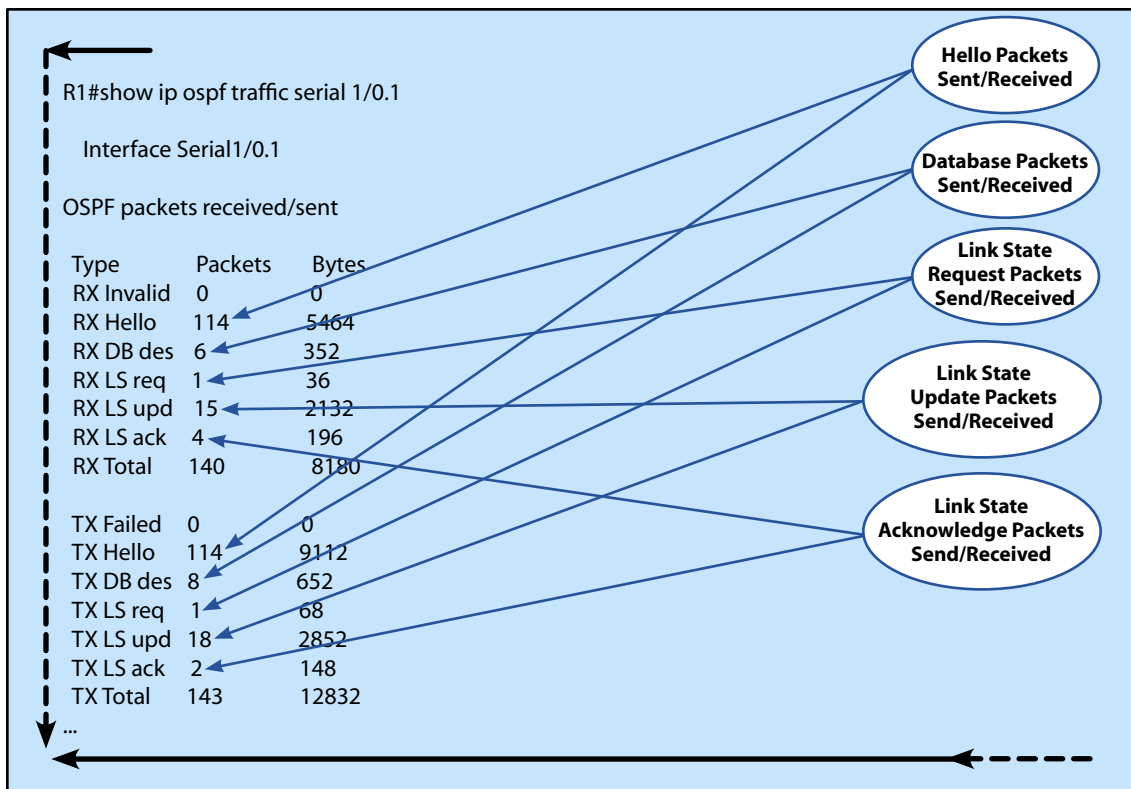 R1#show ip ospf traffic serial 1/0.1
Interface Serial1/0.1
OSPF packets received/sent
Type Packets Bytes
RX Invalid 0 0
RX Hello 114 5464
RX DB des 6 352
RX LS req 1 36
RX LS upd 15 2132
RX LS ack 4 196
RX Total 140 8180
TX Failed 0 0
TX Hello 114 9112
TX DB des 8 652
TX LS req 1 68
TX LS upd 18 2852
TX LS ack 2 148
TX Total 143 12832
...
Hello Packets
Sent/Received
Database Packets
Sent/Received
Link State
Request Packets
Send/Received
Link State
Update Packets
Send/Received
Link State
Acknowledge Packets
Send/Received